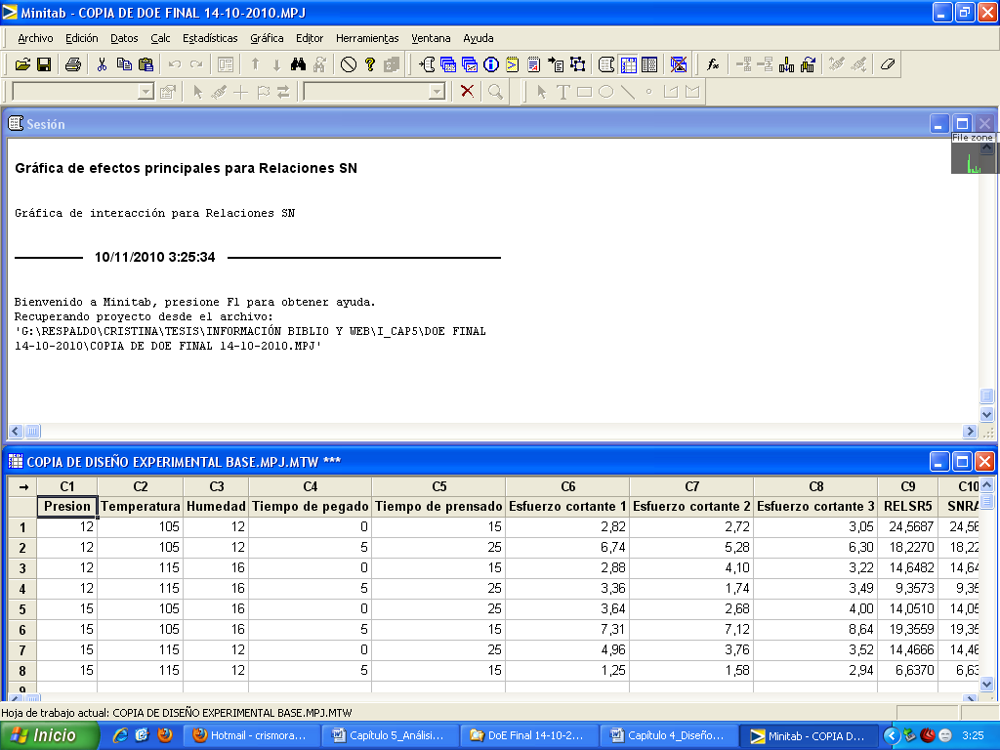 Minitab - COPIA DE DOE FINAL 14-10-2010.MPJ
Archivo Edición Datos Calc Estadísticas Gráfica Editor Herramientas Ventana Ayuda
Sesión
File zone
Gráfica de efectos principales para Relaciones SN
Gráfica de interacción para Relaciones SN
10/11/2010 3:25:34
Bienvenido a Minitab, presione F1 para obtener ayuda.
Recuperando proyecto desde el archivo:
'G:\RESPALDO\CRISTINA\TESIS\INFORMACIÓN BIBLIO Y WEB\I_CAP5\DOE FINAL
14-10-2010\COPIA DE DOE FINAL 14-10-2010.MPJ'
COPIA DE DISEÑO EXPERIMENTAL BASE.MPJ.MTW ***
→ C1 C2 C3 C4 C5 C6 C7 C8 C9 C10
Presion Temperatura Humedad Tiempo de pegado Tiempo de prensado Esfuerzo cortante 1 Esfuerzo cortante 2 Esfuerzo cortante 3 RELSR5 SNRA
1 12 105 12 0 15 2,82 2,72 3,05 24,5687 24,56
2 12 105 12 5 25 6,74 5,28 6,30 18,2270 18,22
3 12 115 16 0 15 2,88 4,10 3,22 14,6482 14,64
4 12 115 16 5 25 3,36 1,74 3,49 9,3573 9,35
5 15 105 16 0 25 3,64 2,68 4,00 14,0510 14,05
6 15 105 16 5 15 7,31 7,12 8,64 19,3559 19,35
7 15 115 12 0 25 4,96 3,76 3,52 14,4666 14,46
8 15 115 12 5 15 1,25 1,58 2,94 6,6370 6,63
9
Hoja de trabajo actual: COPIA DE DISEÑO EXPERIMENTAL BASE.MPJ.MTW
Inicio Hotmail - crismora... Capítulo 5_Análisi... DoE Final 14-10-2... Capítulo 4_Diseño... Minitab - COPIA D... 3:25